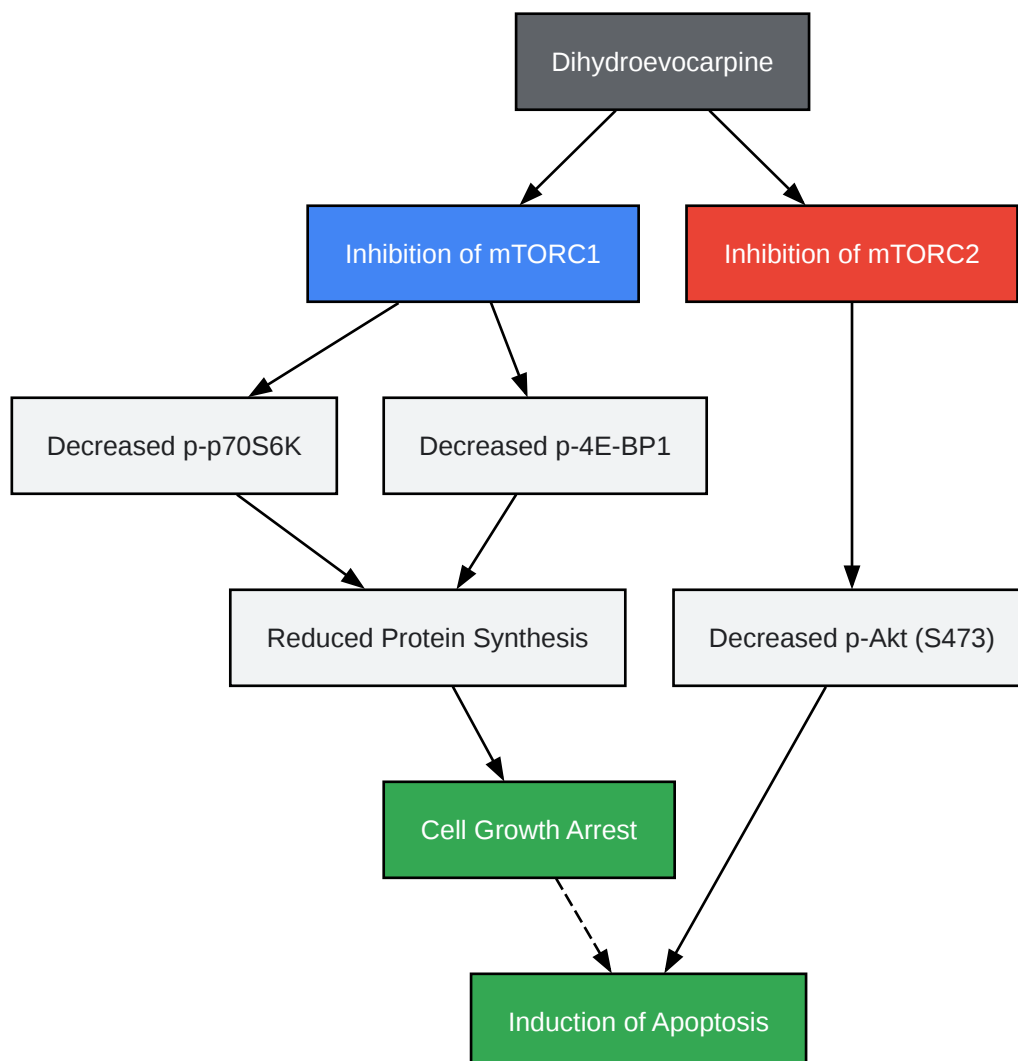 Dihydroevocarpine
Inhibition of mTORC1
Inhibition of mTORC2
Decreased p-p70S6K
Decreased p-4E-BP1
Reduced Protein Synthesis
Decreased p-Akt (S473)
Cell Growth Arrest
Induction of Apoptosis